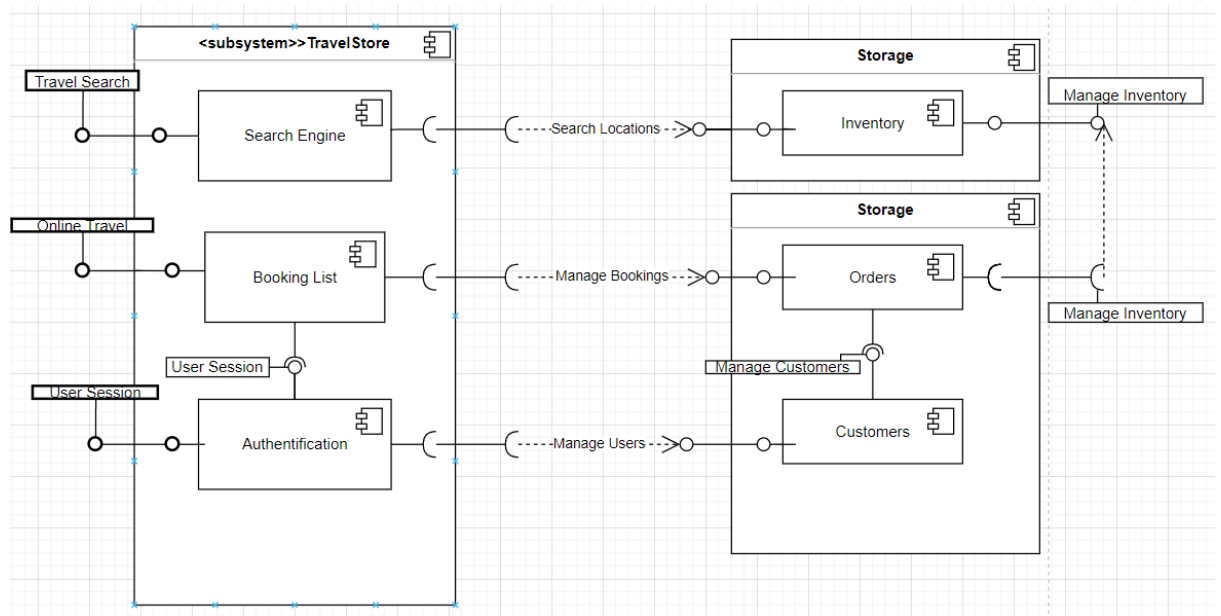 <subsystem>>TravelStore
Storage
Travel Search
Manage Inventory
Search Engine
Search Locations
Inventory
Storage
Online Travel
Booking List
Manage Bookings
Orders
Manage Inventory
User Session
Manage Customers
User Session
Authentification
Manage Users
Customers